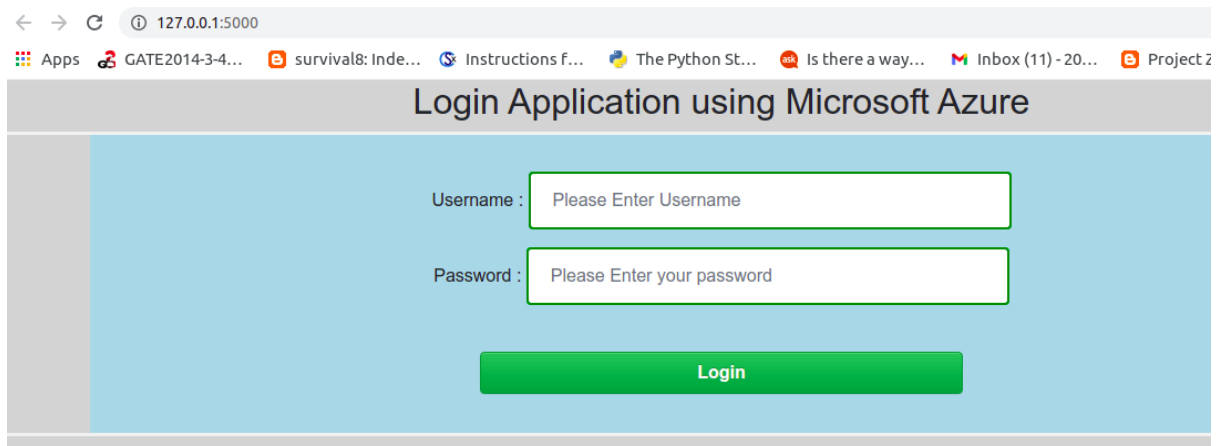 127.0.0.1:5000
Apps GATE2014-3-4... survival8: Inde... Instructions f... The Python St... ask Is there a way... Inbox (11) - 20... Project Z
Login Application using Microsoft Azure
Username : Please Enter Username
Password : Please Enter your password
Login